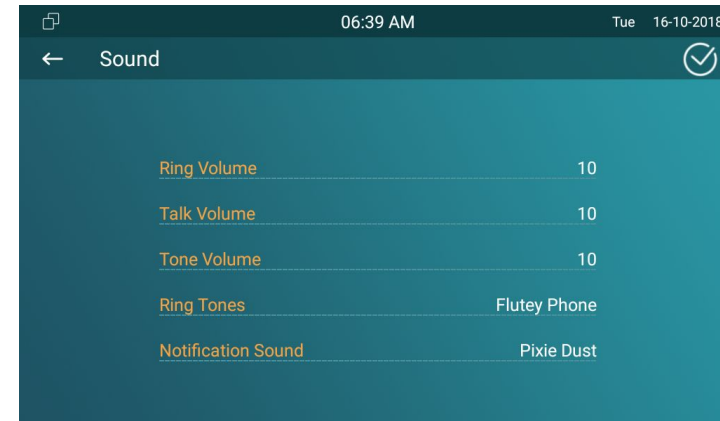 06:39 AM Tue 16-10-2018
Sound
Ring Volume 10
Talk Volume 10
Tone Volume 10
Ring Tones Flutey Phone
Notification Sound Pixie Dust